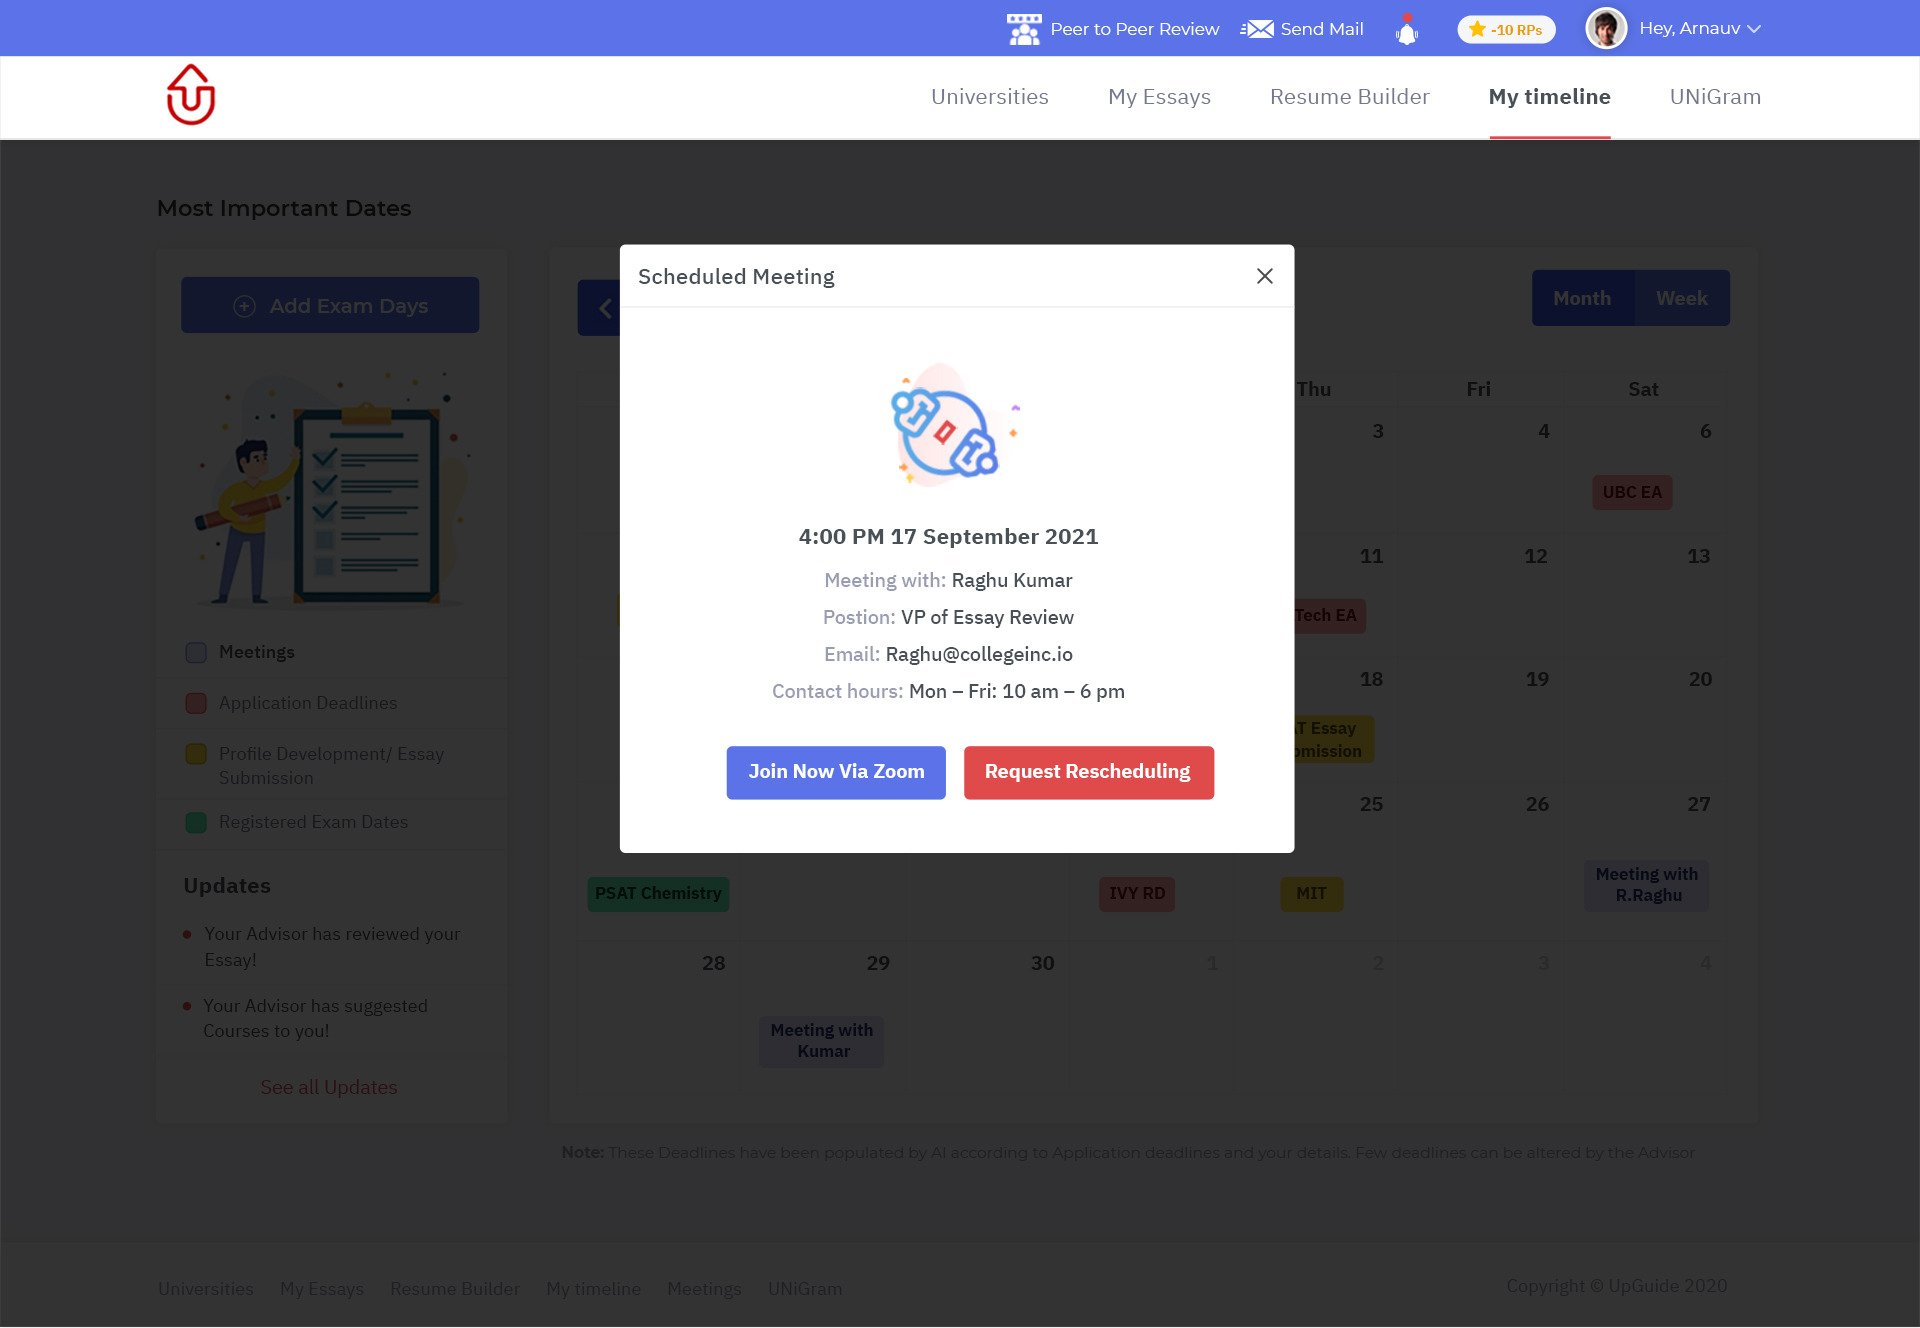 Peer to Peer Review
Send Mail
-10 RPs
Hey, Arnauv
Universities
My Essays
Resume Builder
My timeline
UNiGram
Most Important Dates
Add Exam Days
Meetings
Application Deadlines
Profile Development/ Essay
Submission
Registered Exam Dates
Updates
Your Advisor has reviewed your
Essay!
Your Advisor has suggested
Courses to you!
See all Updates
Month
Week
Scheduled Meeting
4:00 PM 17 September 2021
Meeting with: Raghu Kumar
Postion: VP of Essay Review
Email: Raghu@collegeinc.io
Contact hours: Mon – Fri: 10 am – 6 pm
Join Now Via Zoom
Request Rescheduling
Thu
Fri
Sat
3
4
6
UBC EA
11
12
13
Tech EA
18
19
20
Essay
25
26
27
PSAT Chemistry
IVY RD
MIT
Meeting with
R.Raghu
28
29
30
1
2
3
4
Meeting with
Kumar
Note: These Deadlines have been populated by AI according to Application deadlines and your details. Few deadlines can be altered by the Advisor
Universities
My Essays
Resume Builder
My timeline
Meetings
UNiGram
Copyright © UpGuide 2020